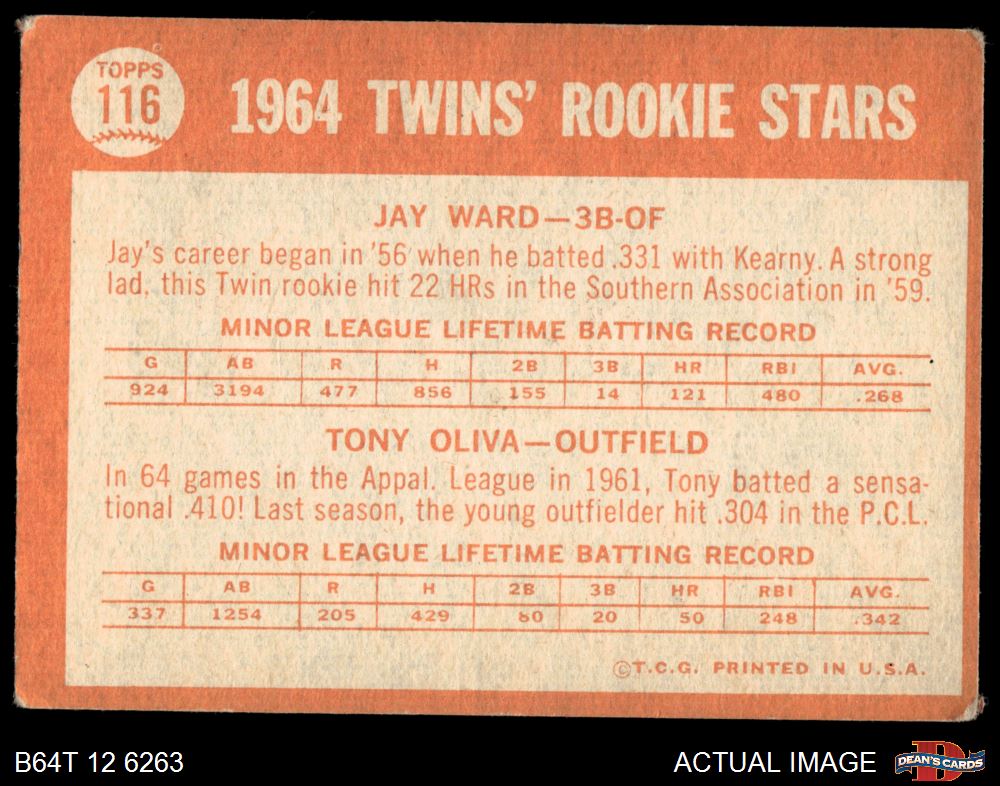 TOPPS
116
1964 TWINS' ROOKIE STARS
JAY WARD—3B-OF
Jay's career began in '56 when he batted .331 with Kearny. A strong
lad, this Twin rookie hit 22 HRs in the Southern Association in '59.
MINOR LEAGUE LIFETIME BATTING RECORD
G AB R H 2B 3B HR RBI AVG.
924 3194 477 856 155 14 121 480 .268
TONY OLIVA—OUTFIELD
In 64 games in the Appal. League in 1961, Tony batted a sensa-
tional .410! Last season, the young outfielder hit .304 in the P.C.L.
MINOR LEAGUE LIFETIME BATTING RECORD
G AB R H 2B 3B HR RBI AVG.
337 1254 205 429 80 20 50 248 .342
©T.C.G. PRINTED IN U.S.A.
B64T 12 6263
ACTUAL IMAGE
DEAN'S CARDS